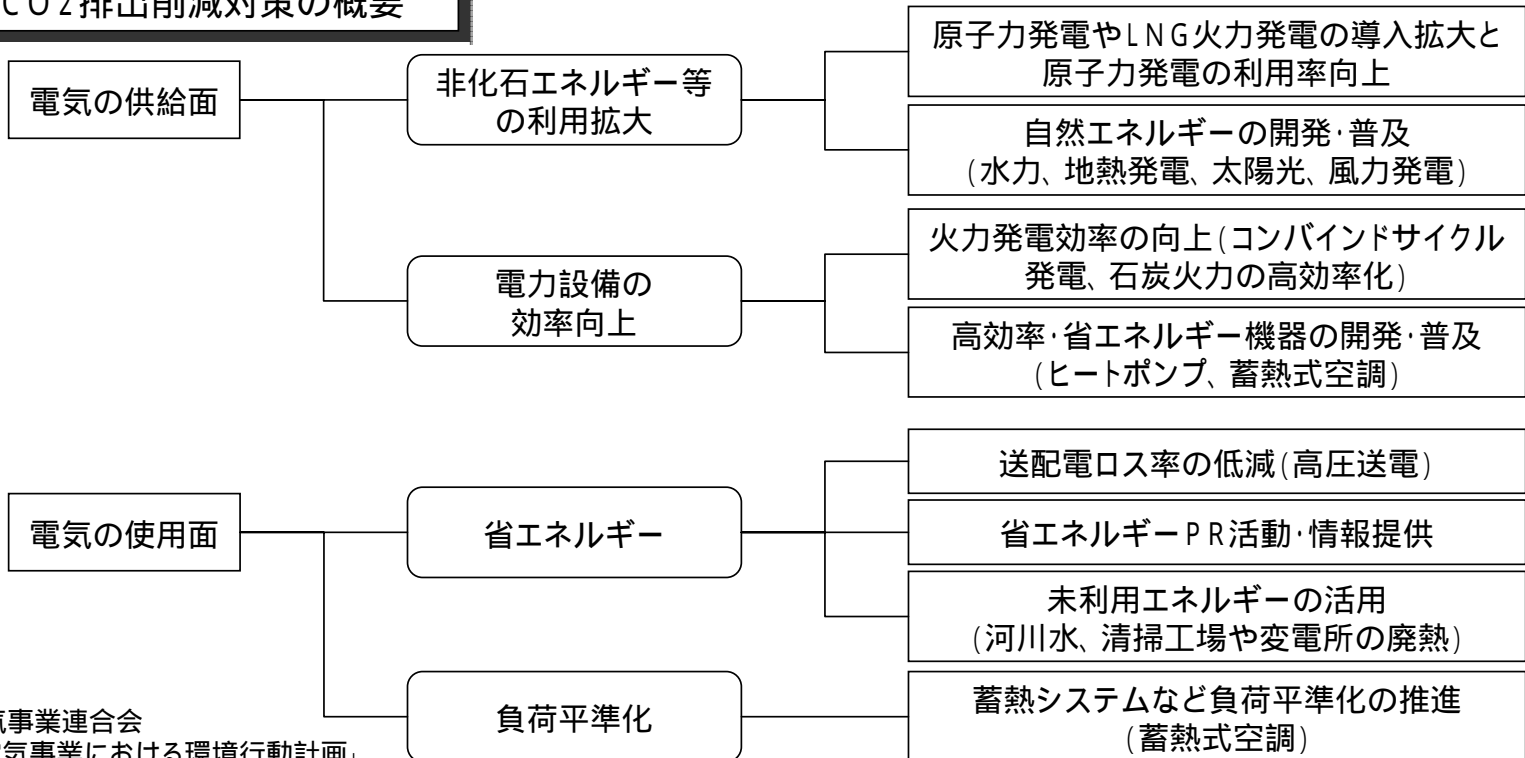 CO2排出削減対策の概要
電気の供給面
非化石エネルギー等
の利用拡大
原子力発電やLNG火力発電の導入拡大と
原子力発電の利用率向上
自然エネルギーの開発・普及
(水力、地熱発電、太陽光、風力発電)
電力設備の
効率向上
火力発電効率の向上(コンバインドサイクル
発電、石炭火力の高効率化)
高効率・省エネルギー機器の開発・普及
(ヒートポンプ、蓄熱式空調)
電気の使用面
省エネルギー
送配電ロス率の低減(高圧送電)
省エネルギーPR活動・情報提供
未利用エネルギーの活用
(河川水、清掃工場や変電所の廃熱)
負荷平準化
蓄熱システムなど負荷平準化の推進
(蓄熱式空調)
気事業連合会
気事業における環境行動計画」